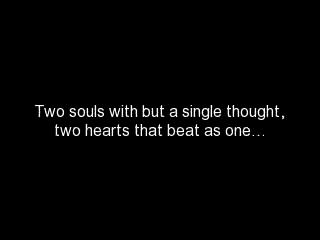 Two souls with but a single thought,
two hearts that beat as one…